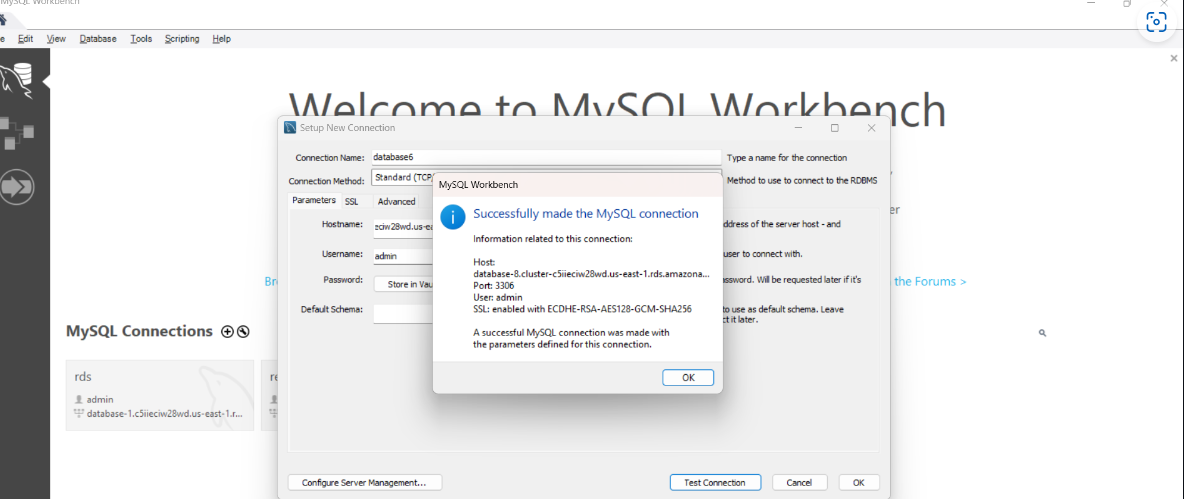 MySQL Workbench
Edit View Database Tools Scripting Help
Welcome to MySQL Workbench
Setup New Connection
Connection Name: database6 Type a name for the connection
Connection Method: Standard (TCP Method to use to connect to the RDBMS
Parameters SSL Advanced
MySQL Workbench
Successfully made the MySQL connection
Information related to this connection:
Host:
database-8.cluster-c5iieciw28wd.us-east-1.rds.amazona...
Port: 3306
User: admin
SSL: enabled with ECDHE-RSA-AES128-GCM-SHA256
A successful MySQL connection was made with
the parameters defined for this connection.
OK
Hostname: eciw28wd.us-ea ddress of the server host - and
Username: admin user to connect with.
Password: Store in Vau ssword. Will be requested later if it's
Default Schema: to use as default schema. Leave
ct it later.
er
Br the Forums >
MySQL Connections
rds
admin
database-1.c5iieciw28wd.us-east-1.r...
re
Configure Server Management... Test Connection Cancel OK